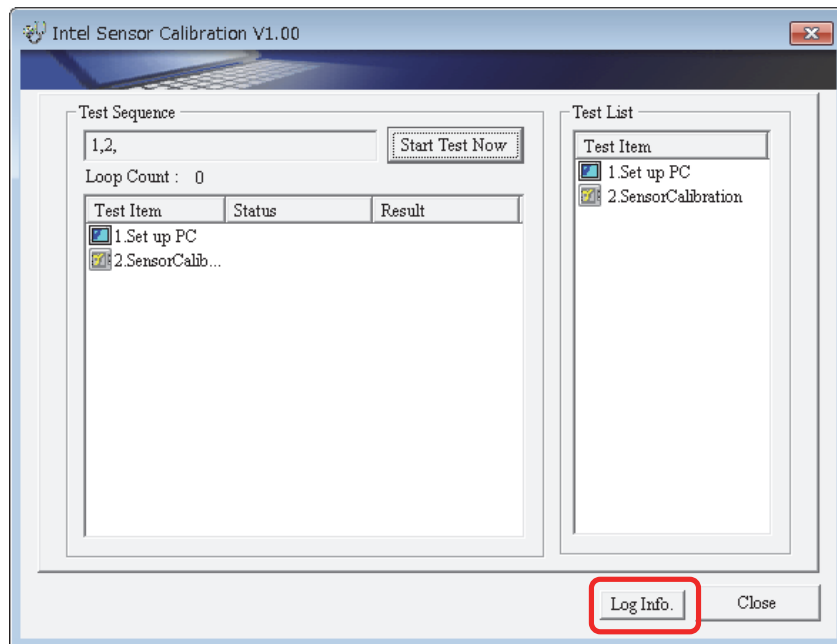 Intel Sensor Calibration V1.00
Test Sequence
1,2,
Start Test Now
Loop Count : 0
Test Item Status Result
1.Set up PC
2.SensorCalib...
Test List
Test Item
1.Set up PC
2.SensorCalibration
Log Info.
Close